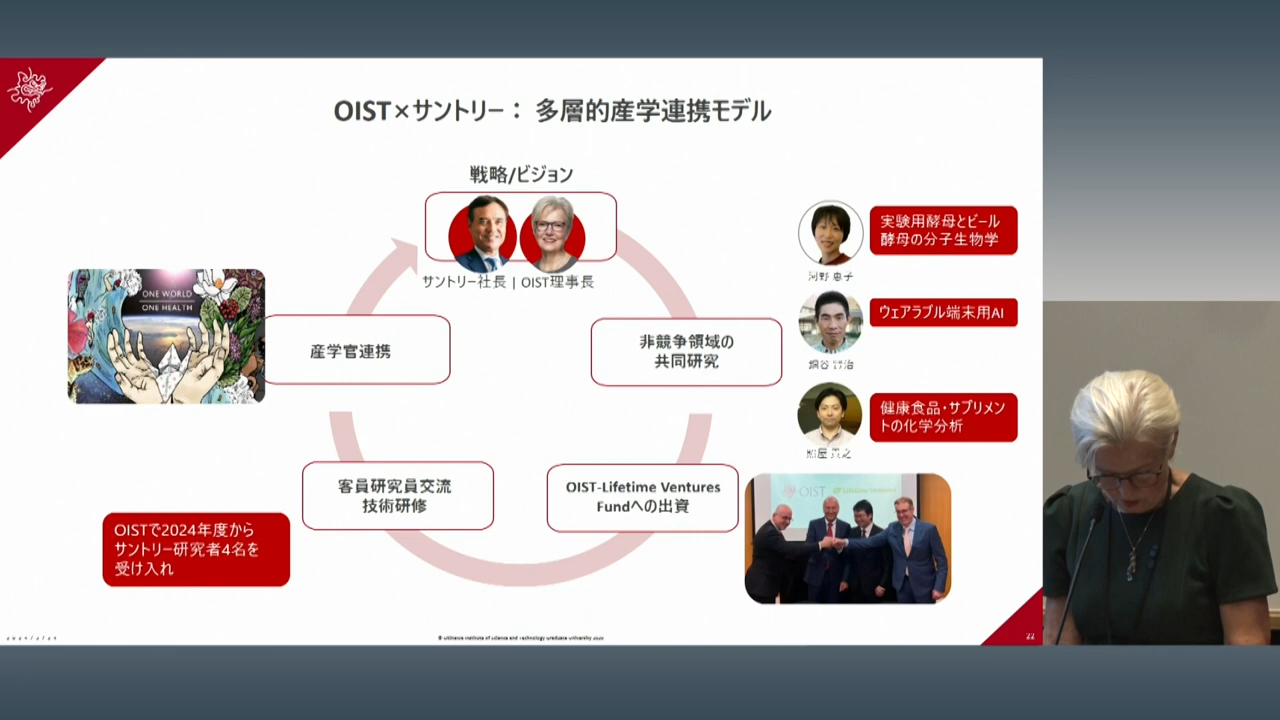 OIST×サントリー： 多層的産学連携モデル
戦略/ビジョン
サントリー社長 | OIST理事長
実験用酵母とビール
酵母の分子生物学
河野 恵子
ウェアラブル端末用AI
健康食品・サプリメン
トの化学分析
ONE WORLD
ONE HEALTH
産学官連携
非競争領域の
共同研究
客員研究員交流
技術研修
OIST-Lifetime Ventures
Fundへの出資
OISTで2024年度から
サントリー研究者4名を
受け入れ
OIST
22